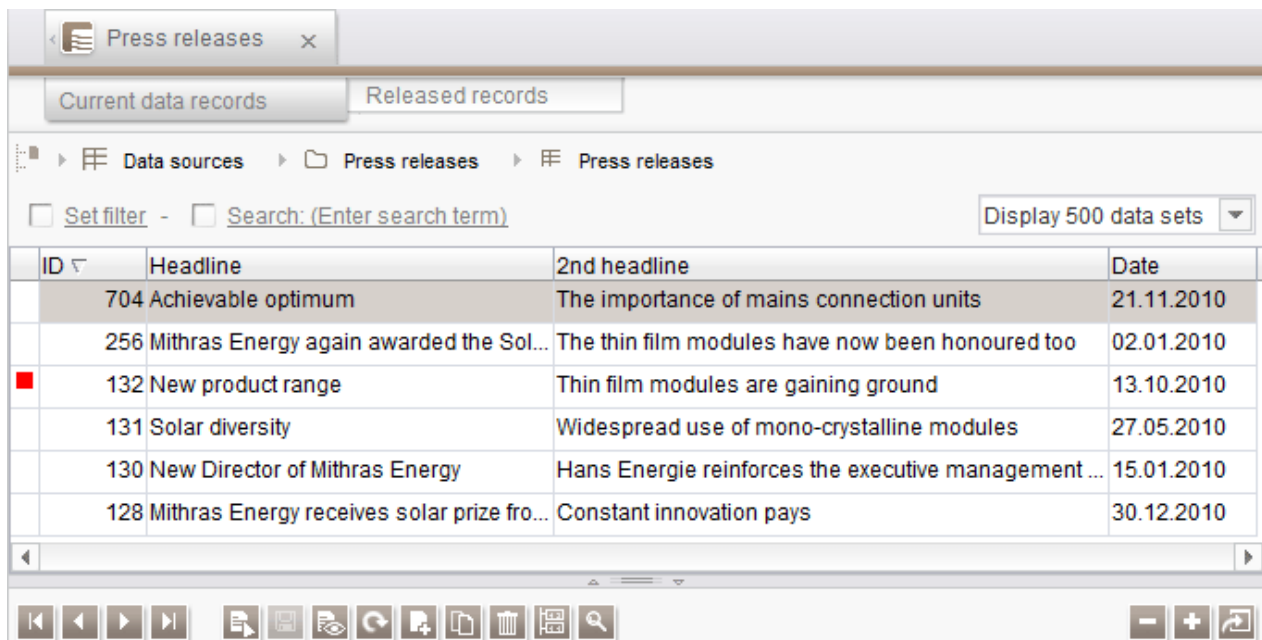 Press releases
Current data records Released records
Data sources Press releases Press releases
Set filter - Search: (Enter search term) Display 500 data sets
ID Headline 2nd headline Date
704 Achievable optimum The importance of mains connection units 21.11.2010
256 Mithras Energy again awarded the Sol... The thin film modules have now been honoured too 02.01.2010
132 New product range Thin film modules are gaining ground 13.10.2010
131 Solar diversity Widespread use of mono-crystalline modules 27.05.2010
130 New Director of Mithras Energy Hans Energie reinforces the executive management ... 15.01.2010
128 Mithras Energy receives solar prize fro... Constant innovation pays 30.12.2010